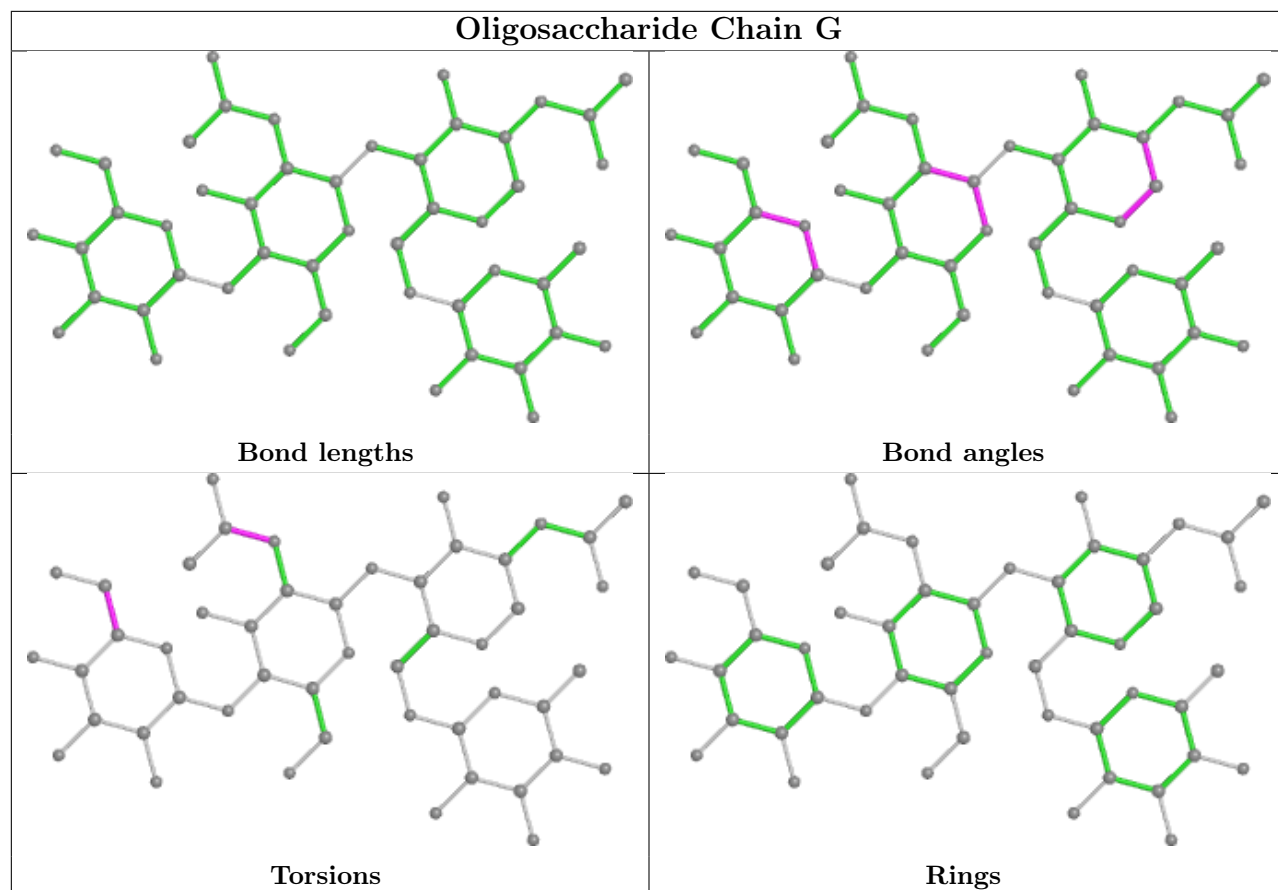 Oligosaccharide Chain G
Bond lengths
Bond angles
Torsions
Rings